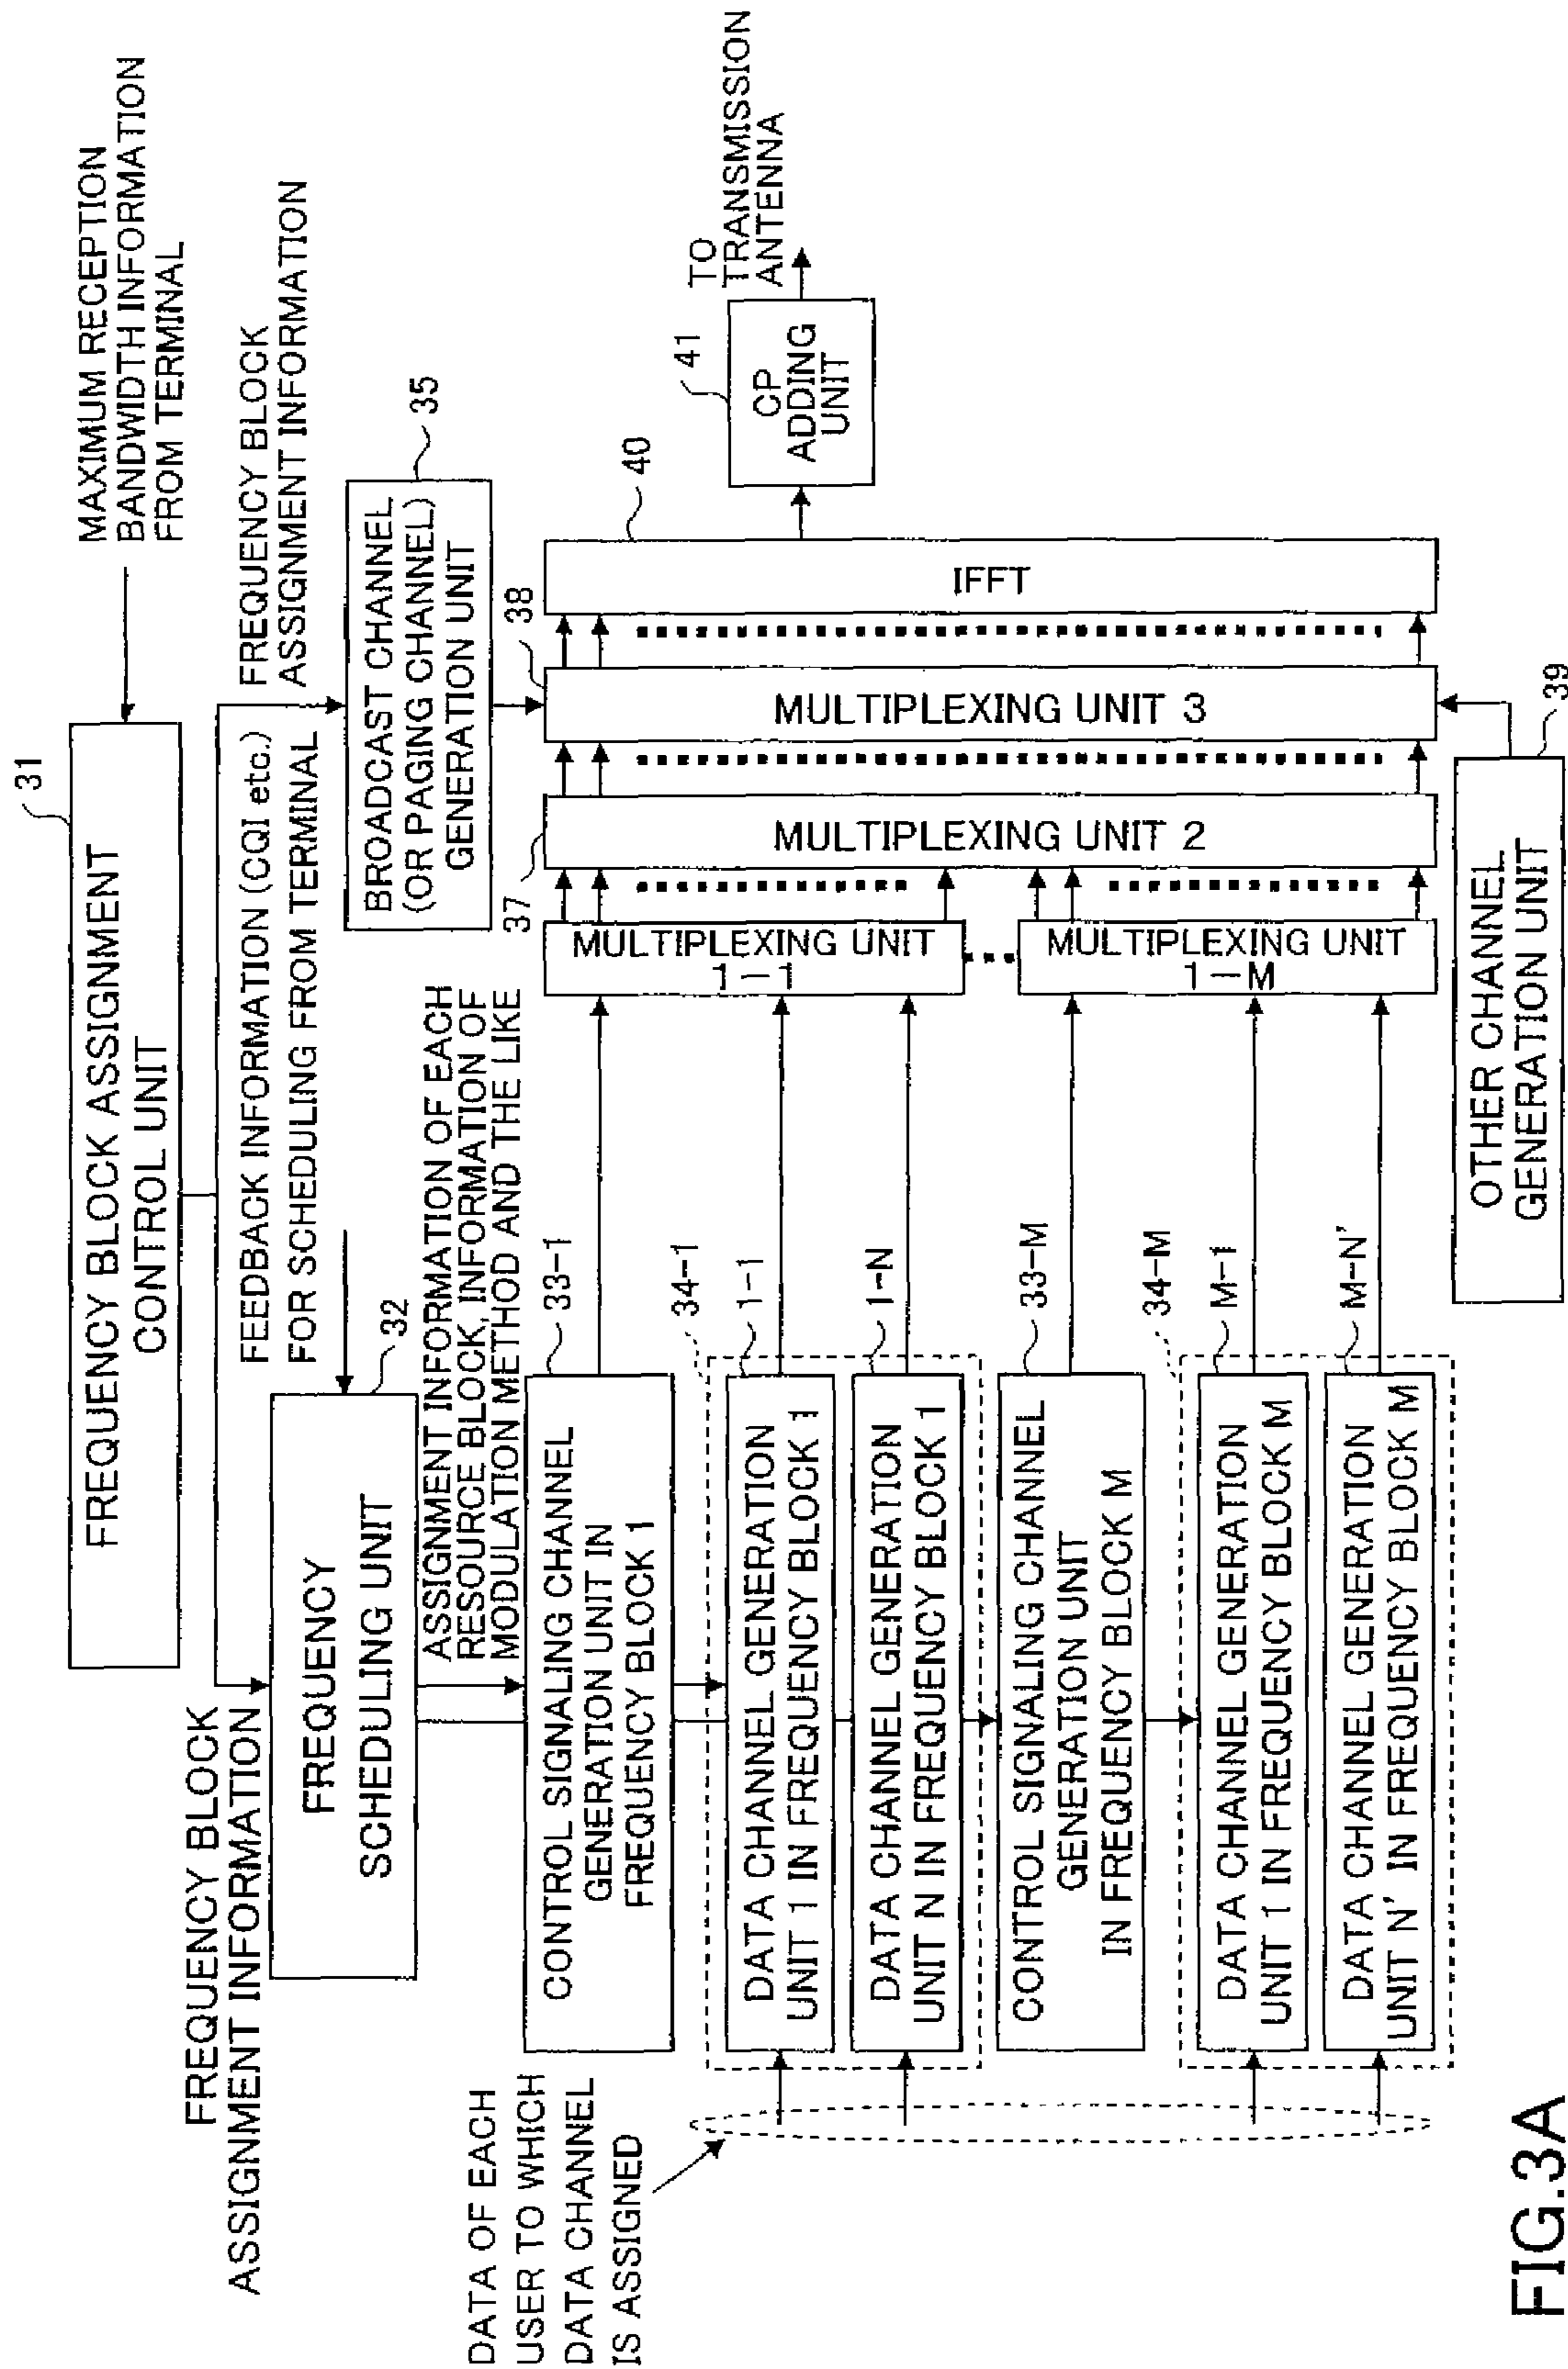 MAXIMUM RECEPTION
BANDWIDTH INFORMATION
FROM TERMINAL
31
FREQUENCY BLOCK ASSIGNMENT
CONTROL UNIT
FREQUENCY BLOCK
ASSIGNMENT INFORMATION
FREQUENCY BLOCK
ASSIGNMENT INFORMATION
FEEDBACK INFORMATION (CQI etc.)
FOR SCHEDULING FROM TERMINAL
32
FREQUENCY
SCHEDULING UNIT
35
BROADCAST CHANNEL
(OR PAGING CHANNEL)
GENERATION UNIT
ASSIGNMENT INFORMATION OF EACH
RESOURCE BLOCK, INFORMATION OF
MODULATION METHOD AND THE LIKE
DATA OF EACH
USER TO WHICH
DATA CHANNEL
IS ASSIGNED
33-1
CONTROL SIGNALING CHANNEL
GENERATION UNIT IN
FREQUENCY BLOCK 1
34-1
1-1
DATA CHANNEL GENERATION
UNIT 1 IN FREQUENCY BLOCK 1
1-N
DATA CHANNEL GENERATION
UNIT N IN FREQUENCY BLOCK 1
33-M
CONTROL SIGNALING CHANNEL
GENERATION UNIT
IN FREQUENCY BLOCK M
34-M
M-1
DATA CHANNEL GENERATION
UNIT 1 IN FREQUENCY BLOCK M
M-N'
DATA CHANNEL GENERATION
UNIT N' IN FREQUENCY BLOCK M
MULTIPLEXING UNIT
1-1
MULTIPLEXING UNIT
1-M
37
MULTIPLEXING UNIT 2
38
MULTIPLEXING UNIT 3
40
IFFT
41
CP
ADDING
UNIT
TO
TRANSMISSION
ANTENNA
39
OTHER CHANNEL
GENERATION UNIT
FIG.3A